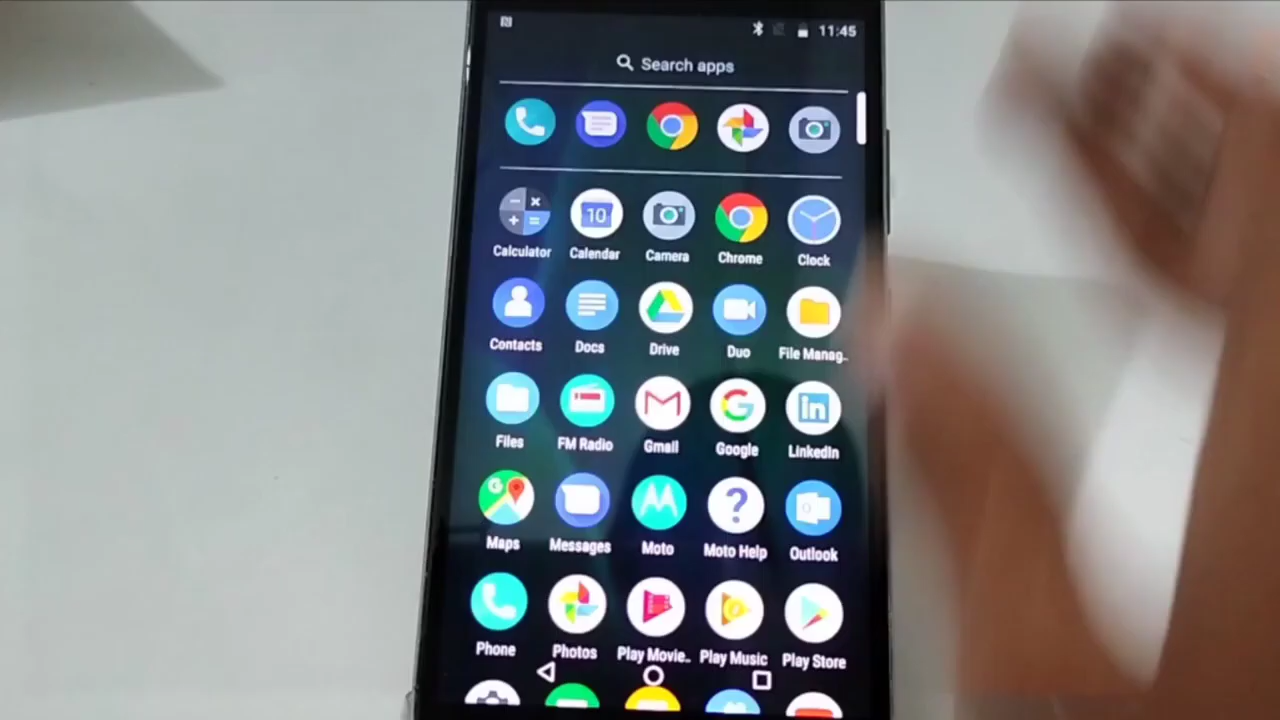 11:45
Search apps
10
Calculator Calendar Camera Chrome Clock
Contacts Docs Drive Duo File Manag..
G in
Files FM Radio Gmail Google LinkedIn
G ?
Maps Messages Moto Moto Help Outlook
Phone Photos Play Movie.. Play Music Play Store